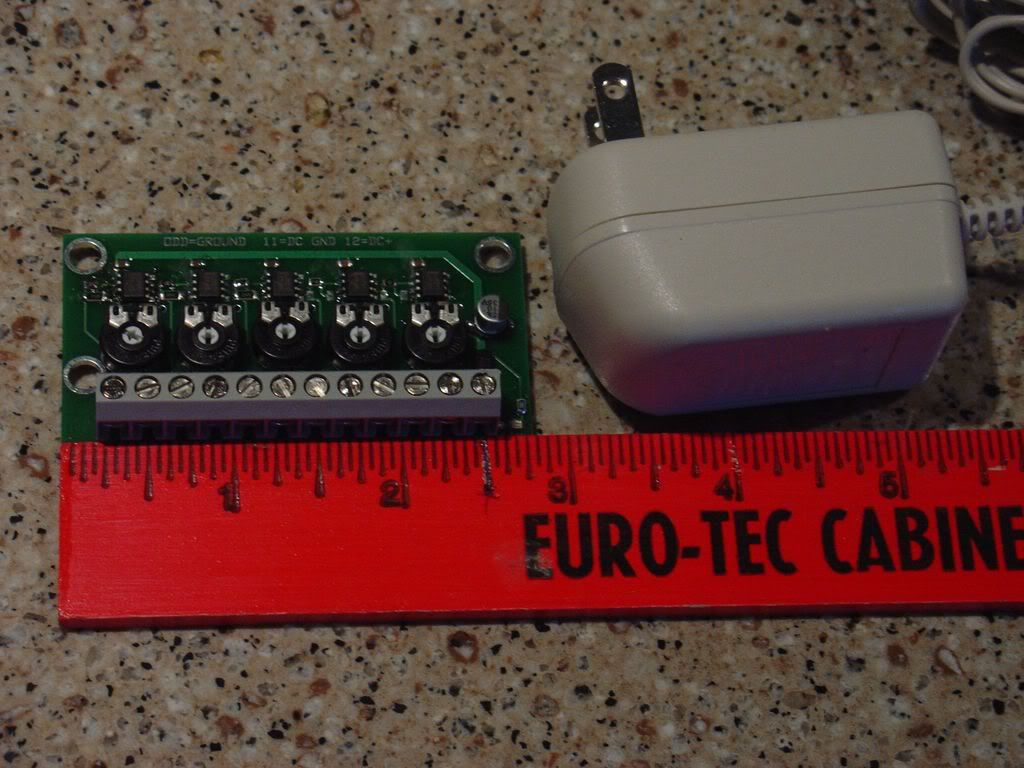 ODD=GROUND 11=DC GND 12=DC+
1 2 3 4 5
EURO-TEC CABINE